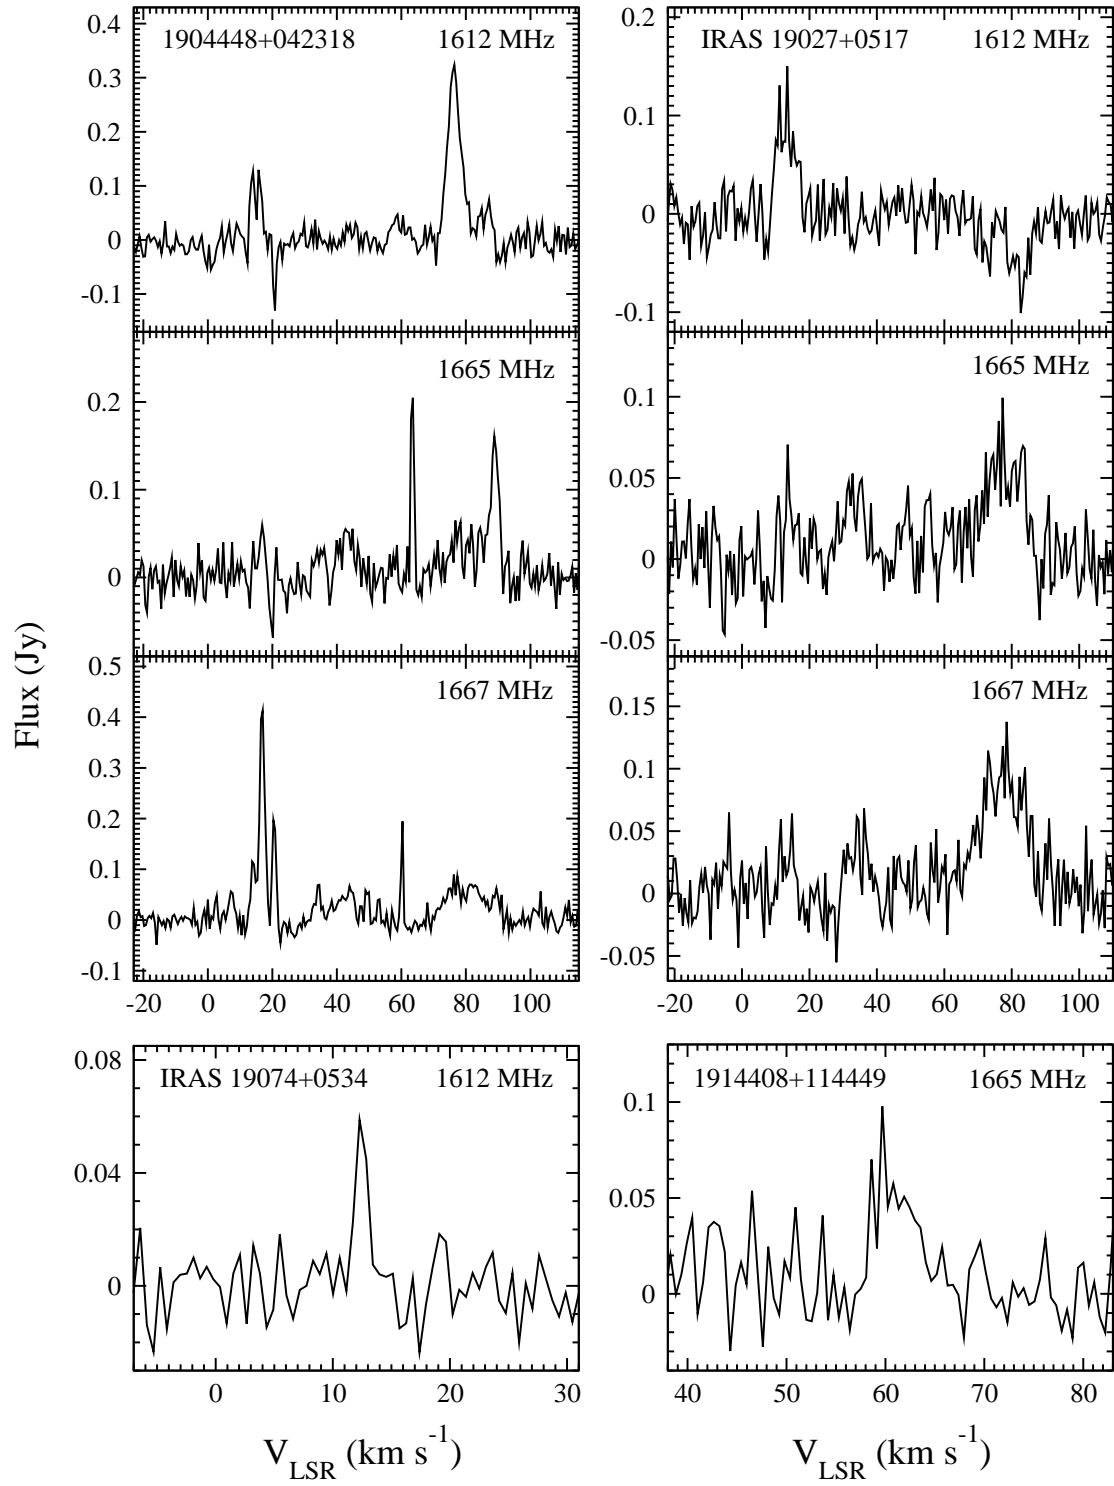 1904448+042318 1612 MHz
0.4
0.3
0.2
0.1
0
-0.1
IRAS 19027+0517 1612 MHz
0.2
0.1
0
-0.1
1665 MHz
0.2
0.1
0
1665 MHz
0.1
0.05
0
-0.05
1667 MHz
0.5
0.4
0.3
0.2
0.1
0
-0.1
-20 0 20 40 60 80 100
1667 MHz
0.15
0.1
0.05
0
-0.05
-20 0 20 40 60 80 100
Flux (Jy)
IRAS 19074+0534 1612 MHz
0.08
0.04
0
0 10 20 30
V_LSR (km s^-1)
1914408+114449 1665 MHz
0.1
0.05
0
40 50 60 70 80
V_LSR (km s^-1)